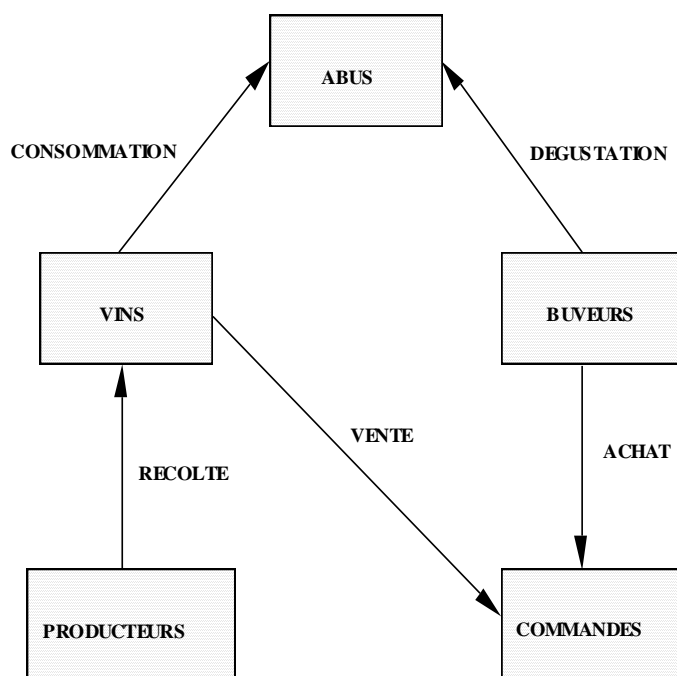 ABUS
CONSOMMATION
DEGUSTATION
VINS
BUVEURS
VENTE
ACHAT
RECOLTE
PRODUCTEURS
COMMANDES